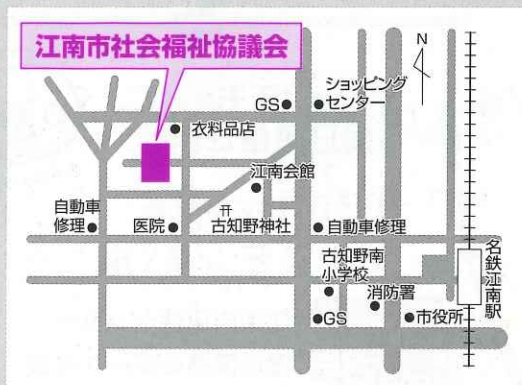 江南市社会福祉協議会
N
GS
ショッピング
センター
衣料品店
江南会館
自動車
修理
医院
古知野神社
自動車修理
古知野南
小学校
消防署
GS
市役所
名鉄江南駅